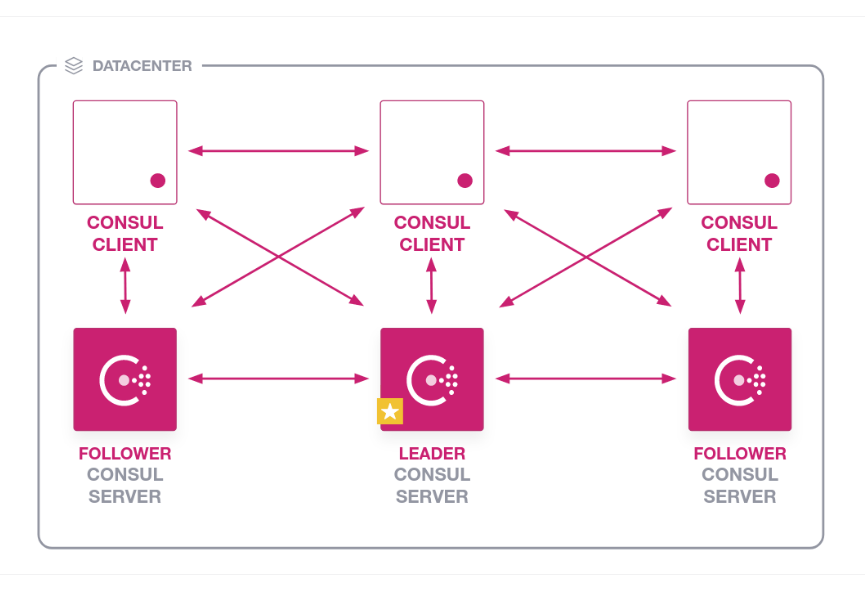 DATACENTER
CONSUL
CLIENT
CONSUL
CLIENT
CONSUL
CLIENT
FOLLOWER
CONSUL
SERVER
LEADER
CONSUL
SERVER
FOLLOWER
CONSUL
SERVER